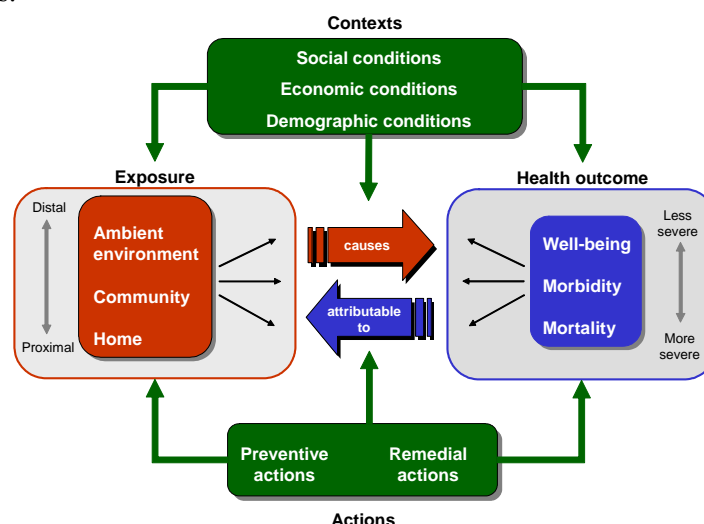 Contexts
Social conditions
Economic conditions
Demographic conditions
Exposure
Health outcome
Distal
Proximal
Ambient
environment
Community
Home
causes
attributable
to
Well-being
Morbidity
Mortality
Less
severe
More
severe
Preventive
actions
Remedial
actions
Actions